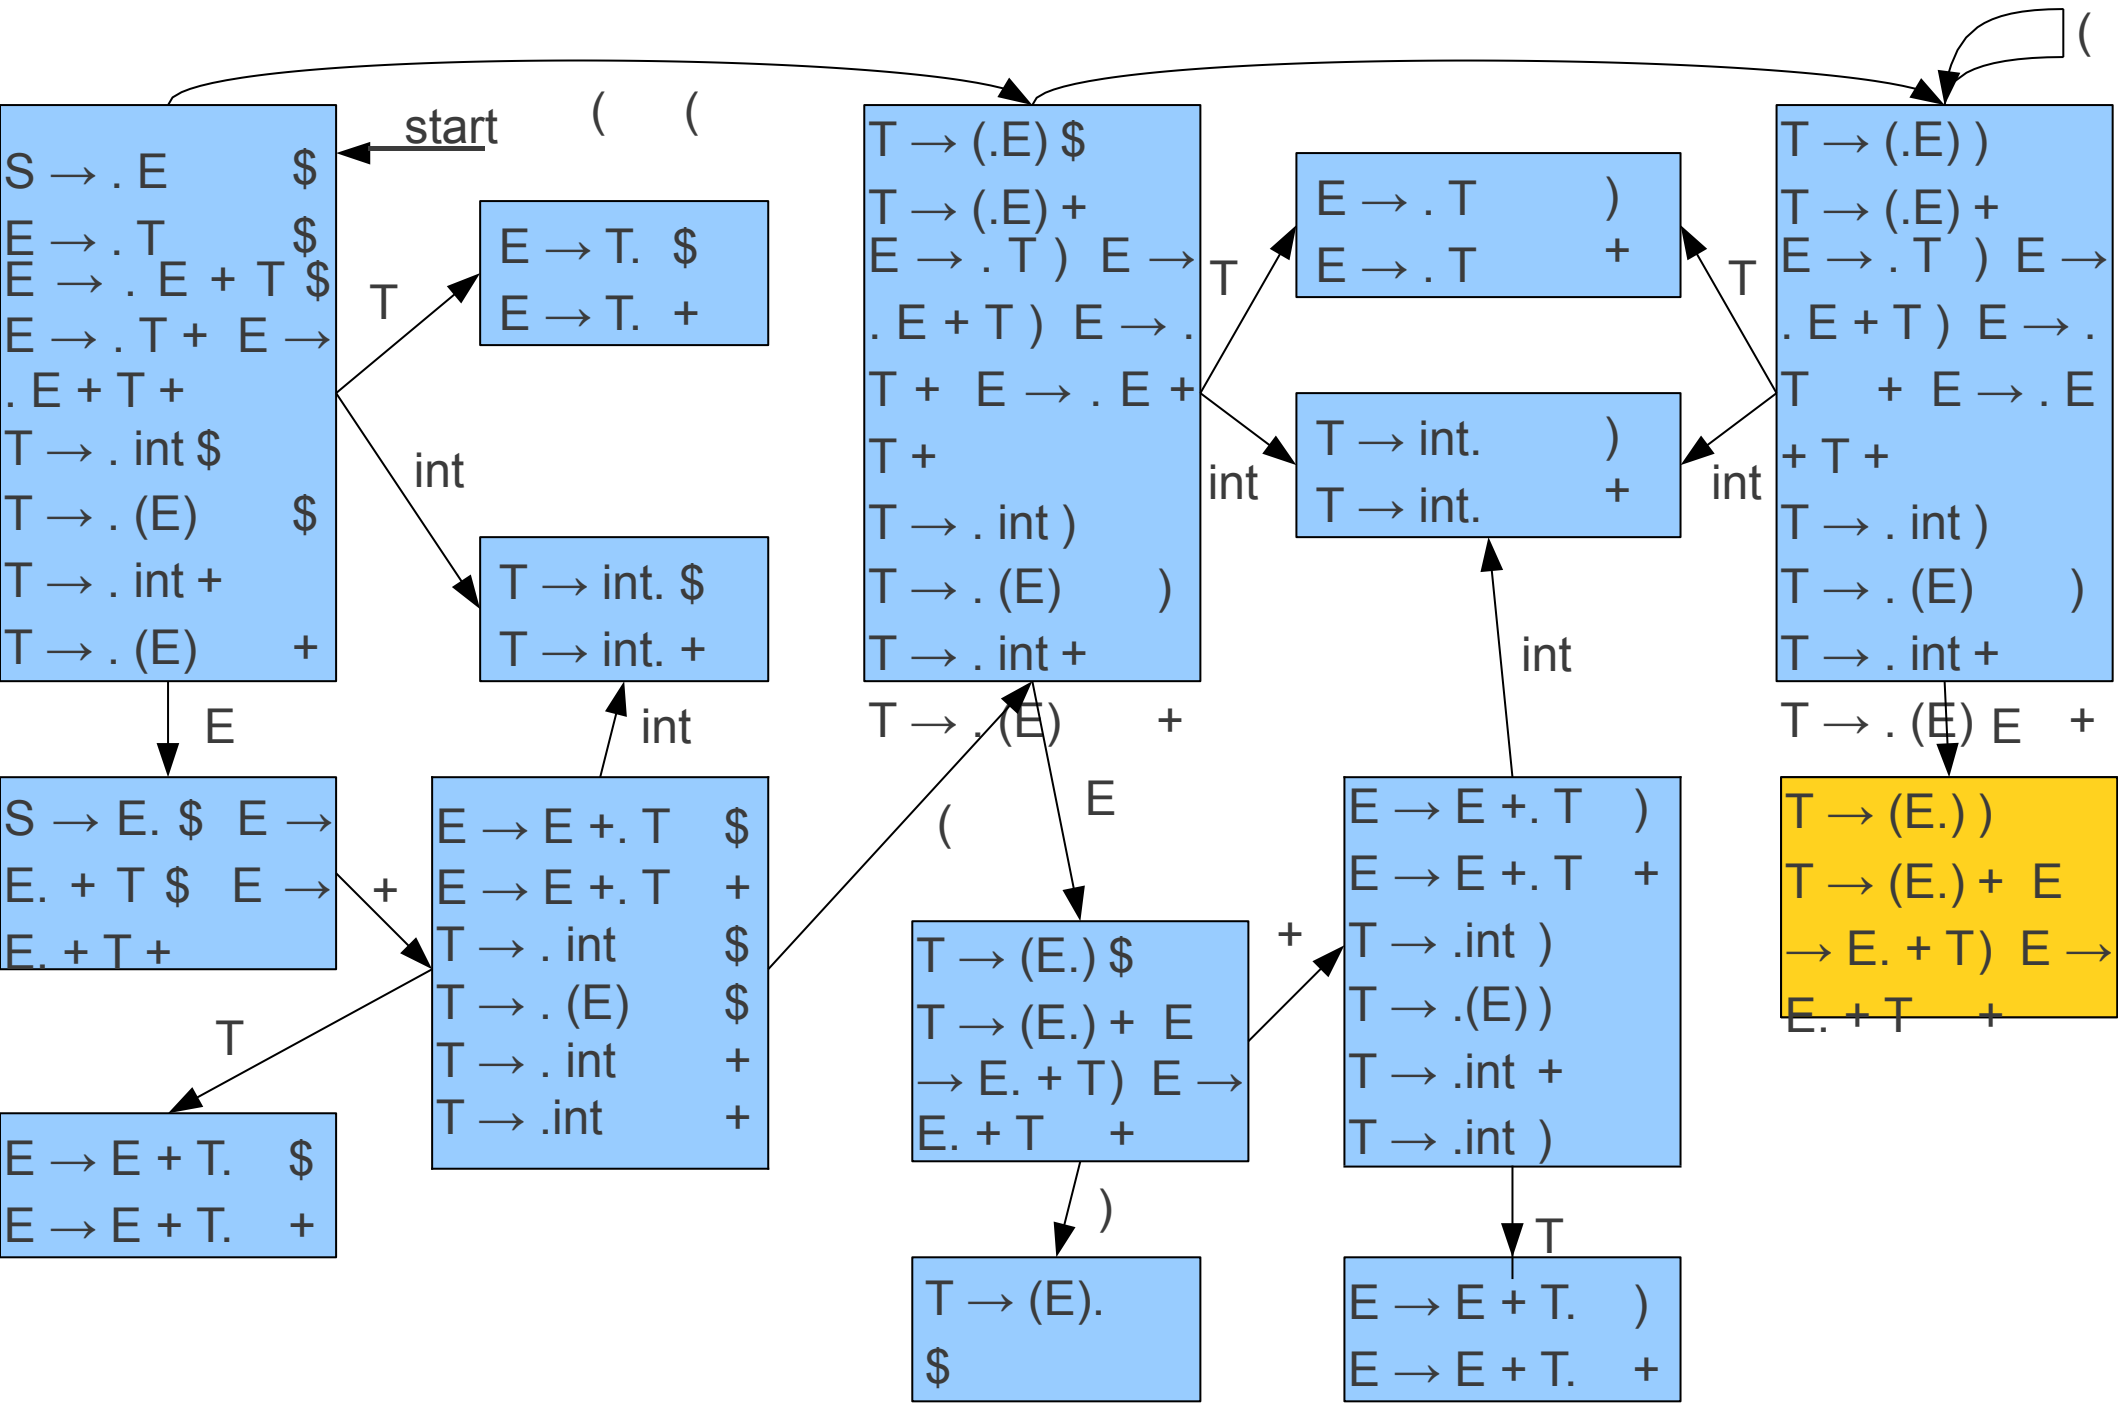 (
start
( (
S → . E $
E → . T $
E → . E + T $
E → . T + E →
. E + T +
T → . int $
T → . (E) $
T → . int +
T → . (E) +
T
E → T. $
E → T. +
int
T → int. $
T → int. +
T → (.E) $
T → (.E) +
E → . T ) E →
. E + T ) E → .
T + E → . E +
T +
T → . int )
T → . (E) )
T → . int +
T → . (E) +
T
E → . T )
E → . T +
T
int
T → int. )
T → int. +
int
T → (.E) )
T → (.E) +
E → . T ) E →
. E + T ) E → .
T + E → . E
+ T +
T → . int )
T → . (E) )
T → . int +
T → . (E) +
E
int
E
int
E
S → E. $ E →
E. + T $ E →
E. + T +
+
E → E +. T $
E → E +. T +
T → . int $
T → . (E) $
T → . int +
T → .int +
(
T
E → E + T. $
E → E + T. +
T → (E.) $
T → (E.) + E
→ E. + T) E →
E. + T +
+
E → E +. T )
E → E +. T +
T → .int )
T → .(E) )
T → .int +
T → .int )
T → (E.) )
T → (E.) + E
→ E. + T) E →
E. + T +
)
T → (E).
$
T
E → E + T. )
E → E + T. +